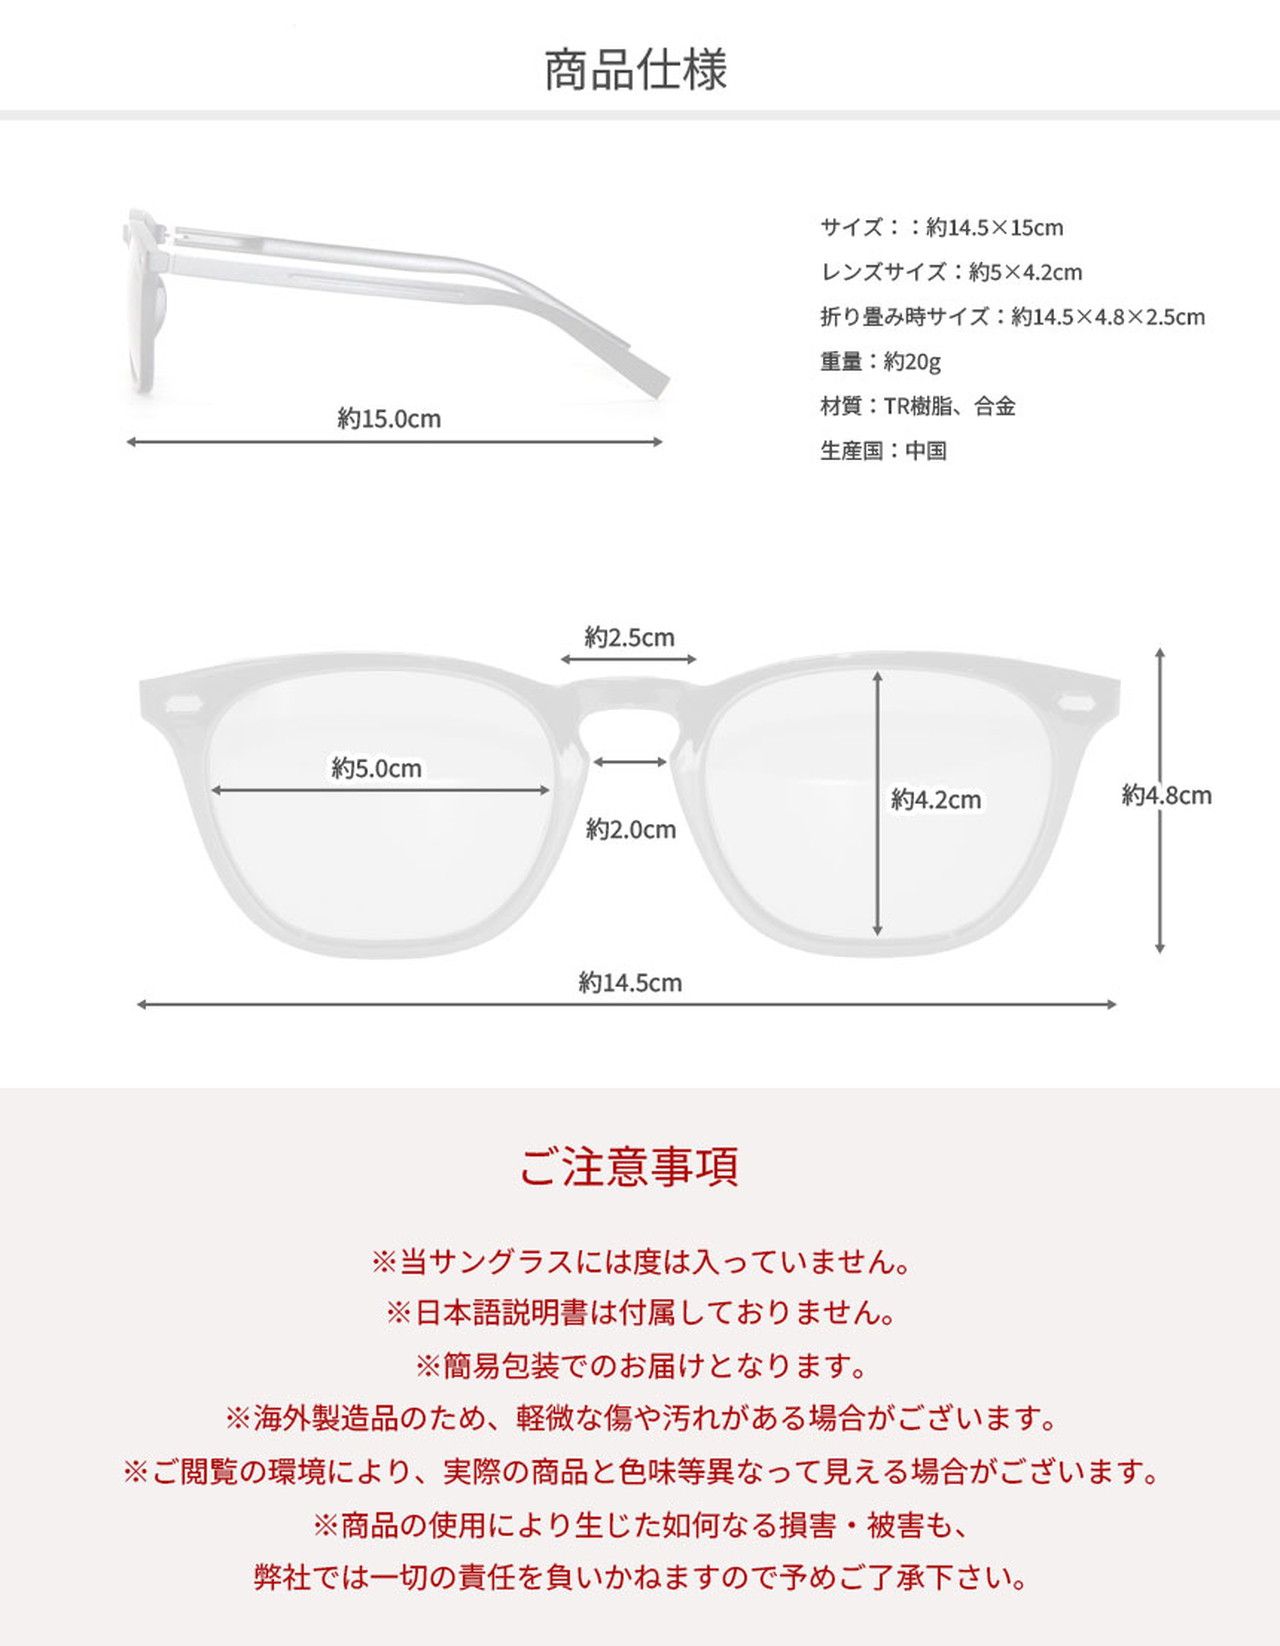 商品仕様
サイズ：：約14.5×15cm
レンズサイズ：約5×4.2cm
折り畳み時サイズ：約14.5×4.8×2.5cm
重量：約20g
材質：TR樹脂、合金
生産国：中国
約15.0cm
約2.5cm
約5.0cm
約2.0cm
約4.2cm
約4.8cm
約14.5cm
ご注意事項
※当サングラスには度は入っていません。
※日本語説明書は付属しておりません。
※簡易包装でのお届けとなります。
※海外製造品のため、軽微な傷や汚れがある場合がございます。
※ご閲覧の環境により、実際の商品と色味等異なって見える場合がございます。
※商品の使用により生じた如何なる損害・被害も、
弊社では一切の責任を負いかねますので予めご了承下さい。